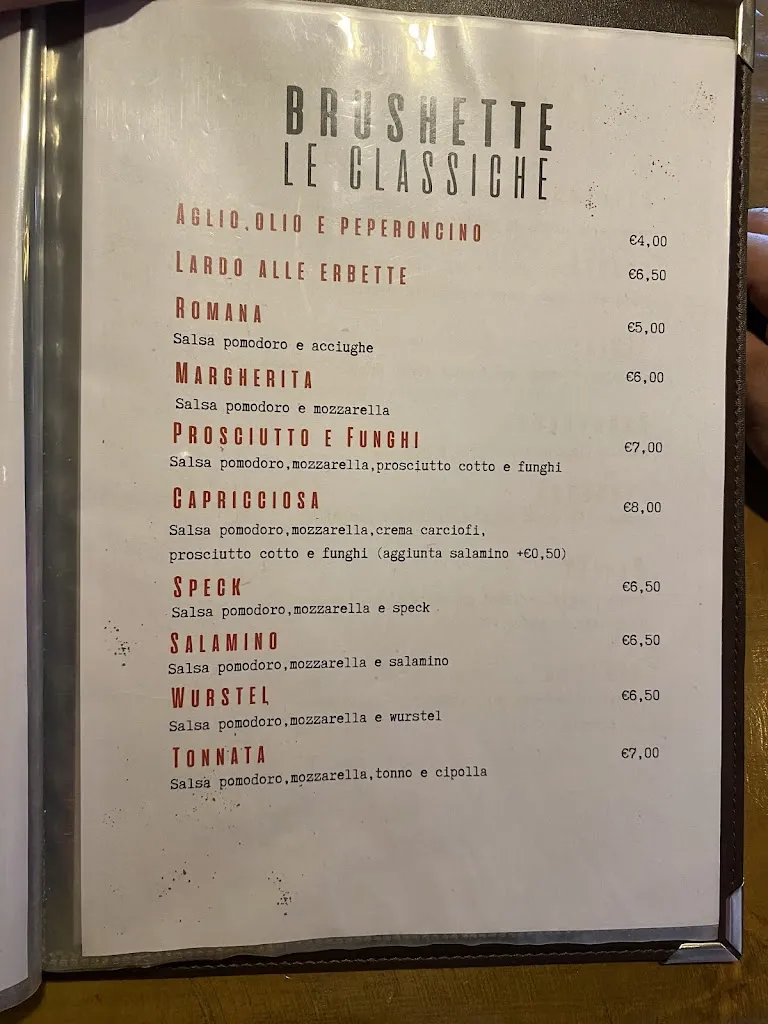 BRUSHETTE
LE CLASSICHE
AGLIO,OLIO E PEPERONCINO €4,00
LARDO ALLE ERBETTE €6,50
ROMANA €5,00
Salsa pomodoro e acciughe
MARGHERITA €6,00
Salsa pomodoro e mozzarella
PROSCIUTTO E FUNGHI €7,00
Salsa pomodoro,mozzarella,prosciutto cotto e funghi
CAPRICCIOSA €8,00
Salsa pomodoro,mozzarella,crema carciofi,
prosciutto cotto e funghi (aggiunta salamino +€0,50)
SPECK €6,50
Salsa pomodoro,mozzarella e speck
SALAMINO €6,50
Salsa pomodoro,mozzarella e salamino
WURSTEL €6,50
Salsa pomodoro,mozzarella e wurstel
TONNATA €7,00
Salsa pomodoro,mozzarella,tonno e cipolla